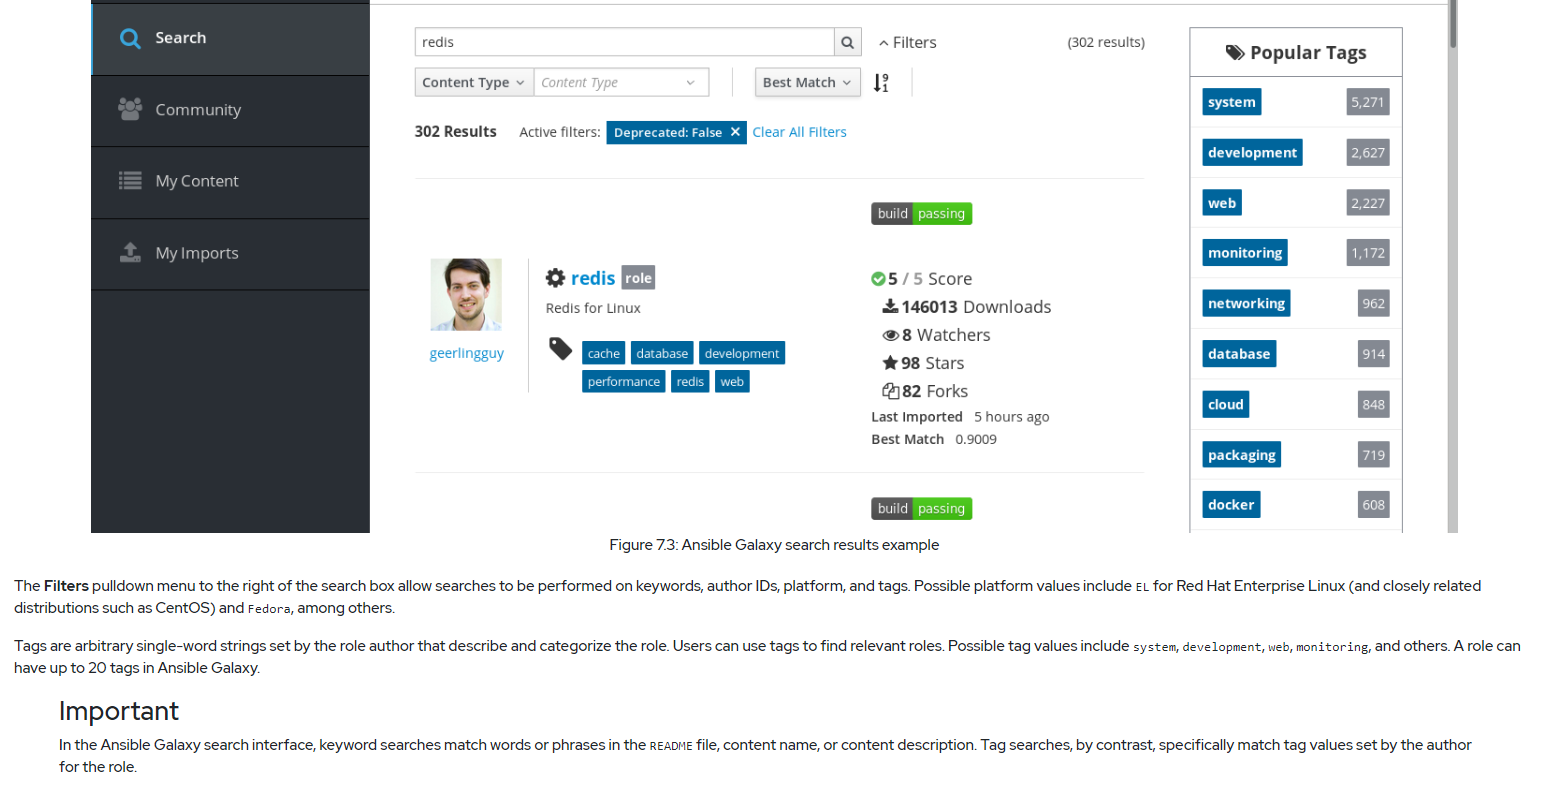 Search
Community
My Content
My Imports
redis
Filters
(302 results)
Content Type
Content Type
Best Match
9
1
302 Results
Active filters:
Deprecated: False ×
Clear All Filters
build passing
geerlingguy
redis role
Redis for Linux
cache database development
performance redis web
5 / 5 Score
146013 Downloads
8 Watchers
98 Stars
82 Forks
Last Imported 5 hours ago
Best Match 0.9009
build passing
Popular Tags
system 5,271
development 2,627
web 2,227
monitoring 1,172
networking 962
database 914
cloud 848
packaging 719
docker 608
Figure 7.3: Ansible Galaxy search results example
The Filters pulldown menu to the right of the search box allow searches to be performed on keywords, author IDs, platform, and tags. Possible platform values include EL for Red Hat Enterprise Linux (and closely related
distributions such as CentOS) and Fedora, among others.
Tags are arbitrary single-word strings set by the role author that describe and categorize the role. Users can use tags to find relevant roles. Possible tag values include system, development, web, monitoring, and others. A role can
have up to 20 tags in Ansible Galaxy.
Important
In the Ansible Galaxy search interface, keyword searches match words or phrases in the README file, content name, or content description. Tag searches, by contrast, specifically match tag values set by the author
for the role.